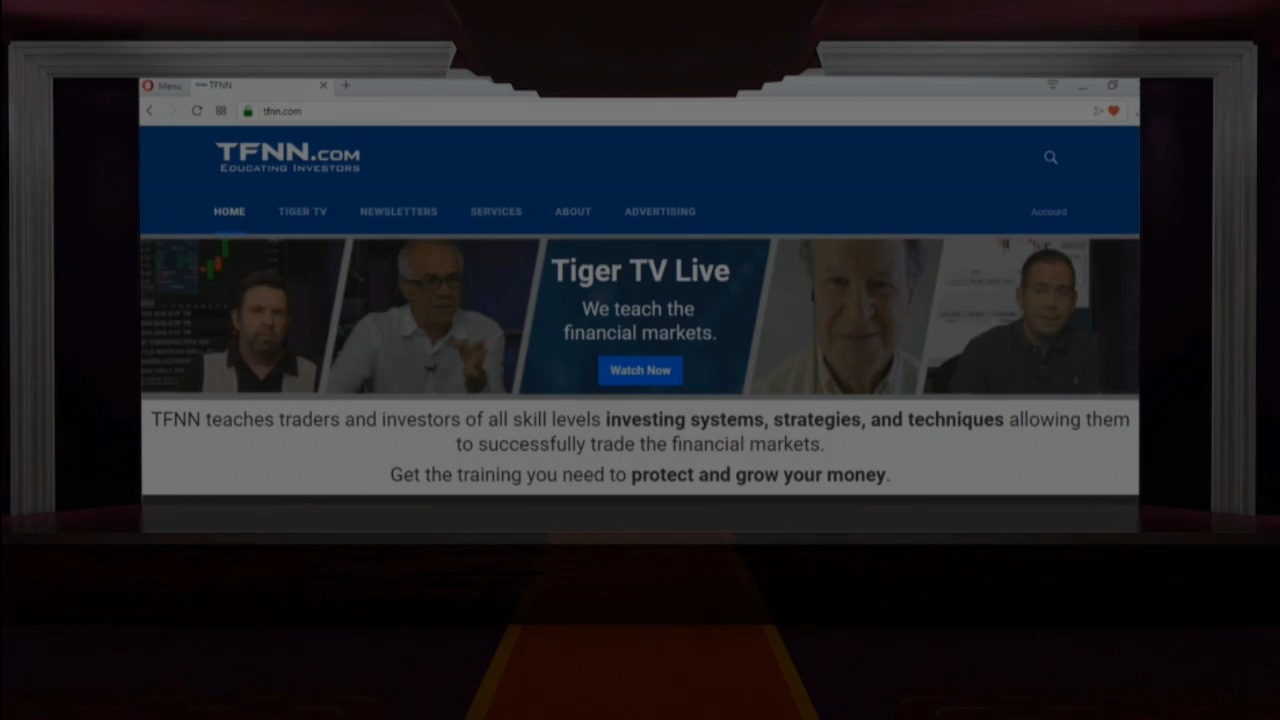 Menu
TFNN
tfnn.com
TFNN.COM
EDUCATING INVESTORS
HOME TIGER TV NEWSLETTERS SERVICES ABOUT ADVERTISING Account
Tiger TV Live
We teach the
financial markets.
Watch Now
TFNN teaches traders and investors of all skill levels investing systems, strategies, and techniques allowing them
to successfully trade the financial markets.
Get the training you need to protect and grow your money.